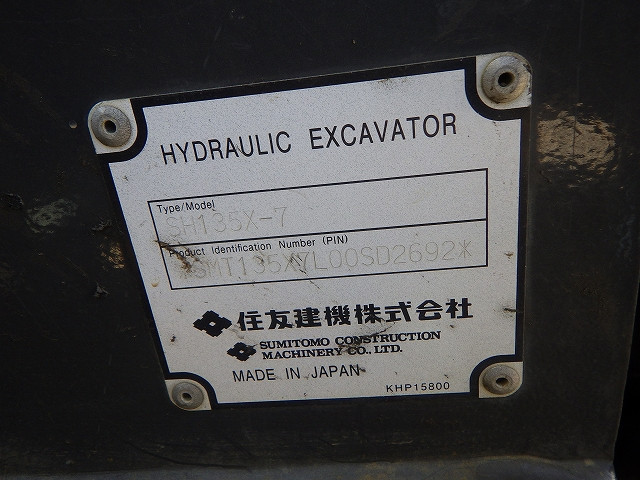 HYDRAULIC EXCAVATOR
Type/Model
SH135X-7
Product Identification Number (PIN)
*SMT135X7L00SD2692*
住友建機株式会社
SUMITOMO CONSTRUCTION
MACHINERY CO., LTD.
MADE IN JAPAN
KHP15800